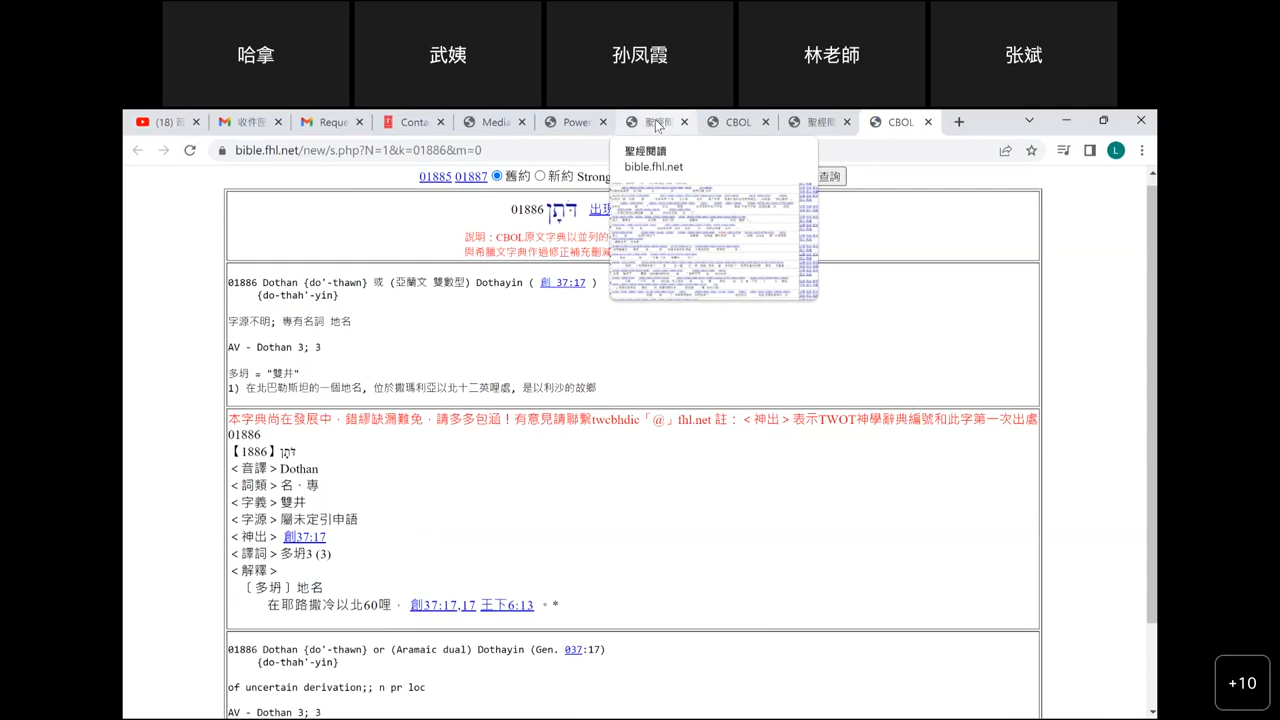 哈拿
武姨
孙凤霞
林老師
张斌
(18) 舊
收件匣
Reque
Conta
Media
Power
聖經閱
CBOL
聖經閱
CBOL
bible.fhl.net/new/s.php?N=1&k=01886&m=0
聖經閱讀
bible.fhl.net
01885 01887 舊約 新約 Strong
查詢
01886 דֹּתָן 出現
說明：CBOL原文字典以並列的
與希臘文字典作過修正補充刪減
01886 Dothan {do'-thawn} 或 (亞蘭文 雙數型) Dothayin ( 創 37:17 )
{do-thah'-yin}
字源不明; 專有名詞 地名
AV - Dothan 3; 3
多坍 = "雙井"
1) 在北巴勒斯坦的一個地名, 位於撒瑪利亞以北十二英哩處, 是以利沙的故鄉
本字典尚在發展中，錯繆缺漏難免，請多多包涵！有意見請聯繫twcbhdic「@」fhl.net 註：＜神出＞表示TWOT神學辭典編號和此字第一次出處
01886
【1886】דֹּתָן
＜音譯＞Dothan
＜詞類＞名、專
＜字義＞雙井
＜字源＞屬未定引申語
＜神出＞ 創37:17
＜譯詞＞多坍3 (3)
＜解釋＞
〔多坍〕地名
在耶路撒冷以北60哩， 創37:17,17 王下6:13 。*
01886 Dothan {do'-thawn} or (Aramaic dual) Dothayin (Gen. 037:17)
{do-thah'-yin}
of uncertain derivation;; n pr loc
AV - Dothan 3; 3
+10